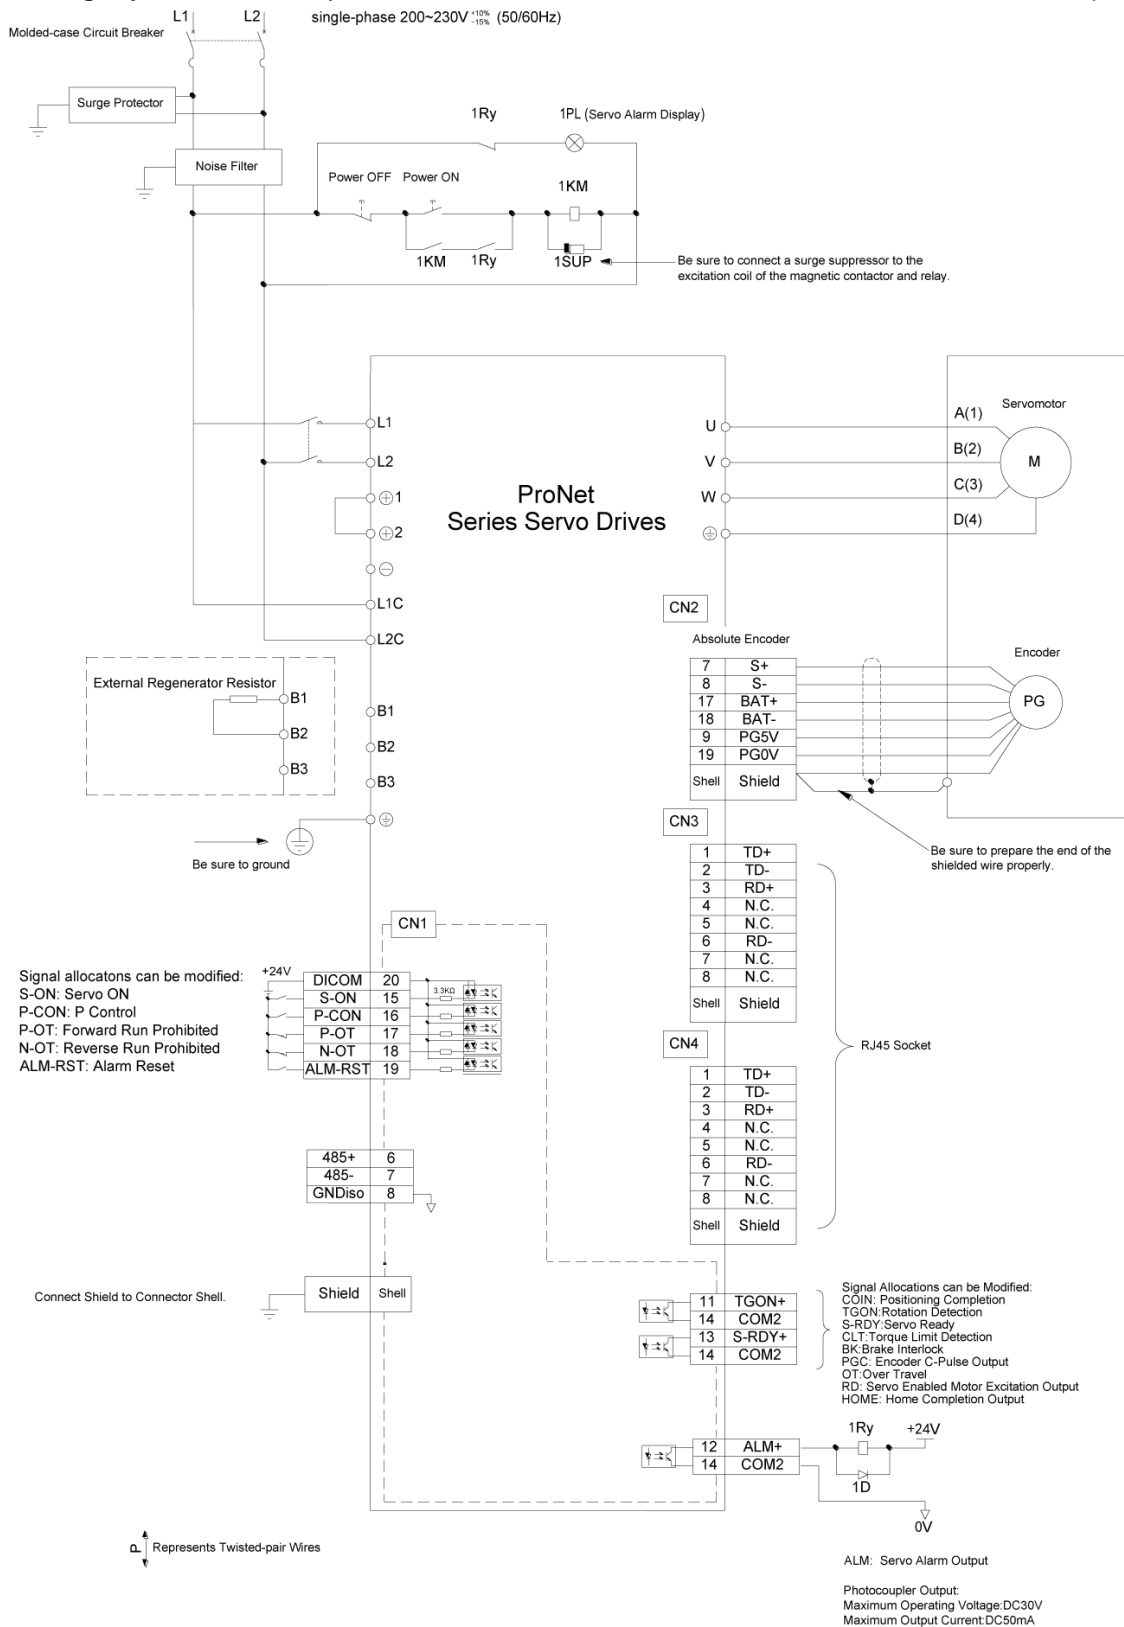 L1
L2
single-phase 200~230V +10% -15% (50/60Hz)
Molded-case Circuit Breaker
Surge Protector
1Ry
1PL (Servo Alarm Display)
Noise Filter
Power OFF
Power ON
1KM
1KM
1Ry
1SUP
Be sure to connect a surge suppressor to the
excitation coil of the magnetic contactor and relay.
L1
L2
1
2
L1C
L2C
ProNet
Series Servo Drives
U
V
W
A(1)
B(2)
C(3)
D(4)
Servomotor
M
External Regenerator Resistor
B1
B2
B3
B1
B2
B3
Be sure to ground
CN2
Absolute Encoder
7 S+
8 S-
17 BAT+
18 BAT-
9 PG5V
19 PG0V
Shell Shield
Encoder
PG
Be sure to prepare the end of the
shielded wire properly.
CN3
1 TD+
2 TD-
3 RD+
4 N.C.
5 N.C.
6 RD-
7 N.C.
8 N.C.
Shell Shield
CN4
1 TD+
2 TD-
3 RD+
4 N.C.
5 N.C.
6 RD-
7 N.C.
8 N.C.
Shell Shield
RJ45 Socket
CN1
Signal allocatons can be modified:
S-ON: Servo ON
P-CON: P Control
P-OT: Forward Run Prohibited
N-OT: Reverse Run Prohibited
ALM-RST: Alarm Reset
+24V
DICOM 20
S-ON 15
P-CON 16
P-OT 17
N-OT 18
ALM-RST 19
3.3KΩ
485+ 6
485- 7
GNDiso 8
Connect Shield to Connector Shell.
Shield Shell
11 TGON+
14 COM2
13 S-RDY+
14 COM2
Signal Allocations can be Modified:
COIN: Positioning Completion
TGON:Rotation Detection
S-RDY:Servo Ready
CLT:Torque Limit Detection
BK:Brake Interlock
PGC: Encoder C-Pulse Output
OT:Over Travel
RD: Servo Enabled Motor Excitation Output
HOME: Home Completion Output
12 ALM+
14 COM2
1Ry
+24V
1D
0V
P
Represents Twisted-pair Wires
ALM: Servo Alarm Output
Photocoupler Output:
Maximum Operating Voltage:DC30V
Maximum Output Current:DC50mA